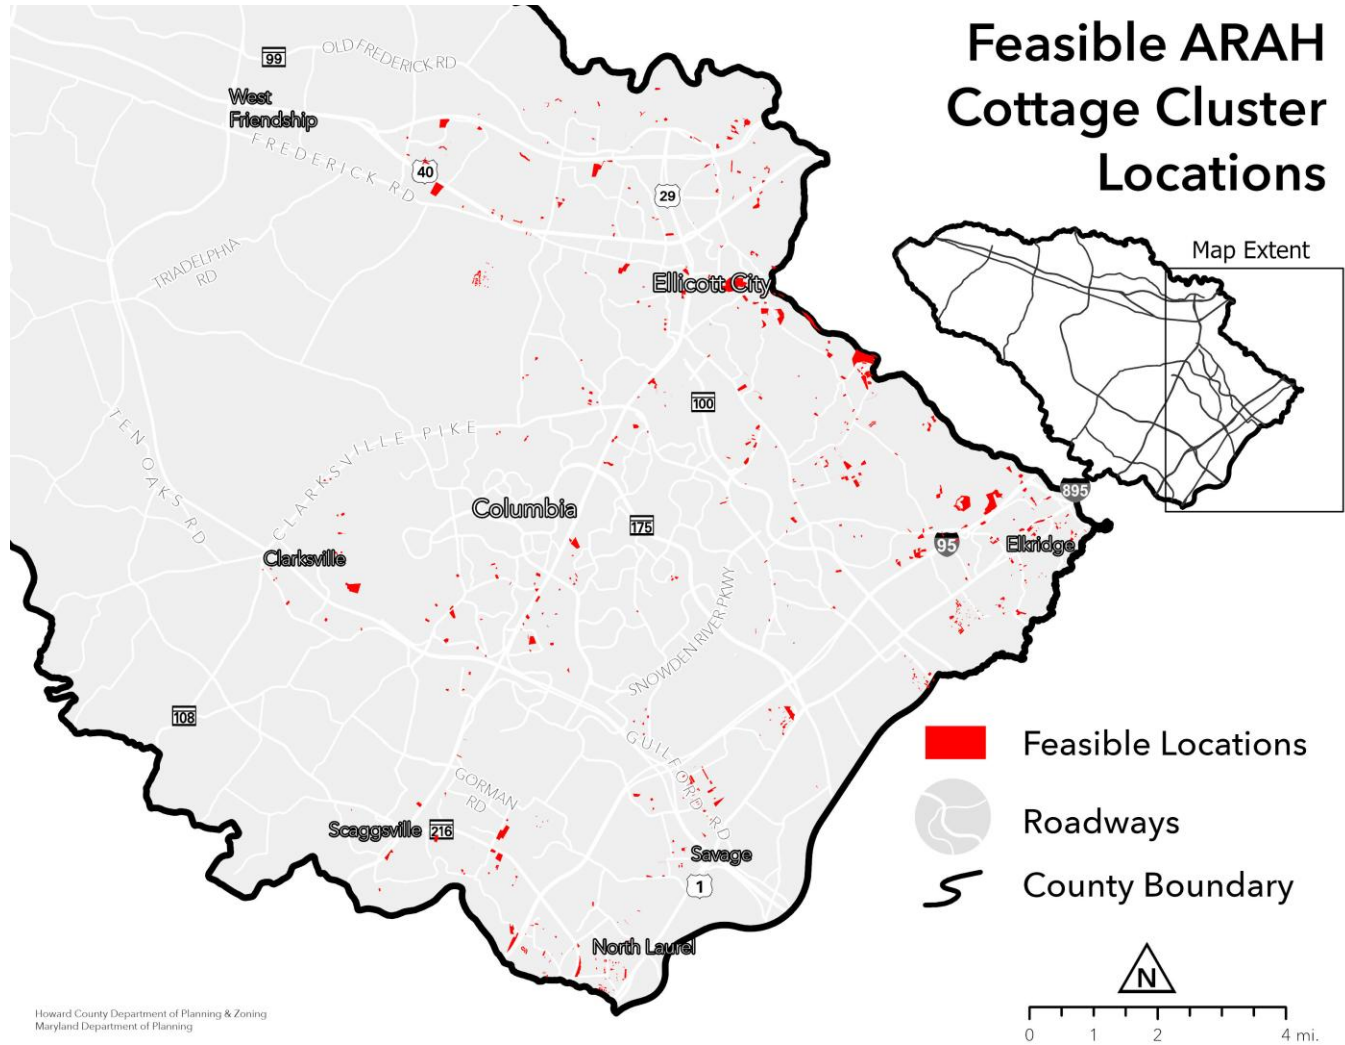 Feasible ARAH
Cottage Cluster
Locations
Map Extent
99
OLD FREDERICK RD
West
Friendship
FREDERICK RD
40
29
TRIADELPHIA
RD
Ellicott City
100
TEN OAKS RD
CLARKSVILLE PIKE
Columbia
175
895
95
Elkridge
Clarksville
SNOWDEN RIVER PKWY
108
GUILFORD RD
GORMAN
RD
Scaggsville
216
Savage
1
North Laurel
Feasible Locations
Roadways
County Boundary
N
0 1 2 4 mi.
Howard County Department of Planning & Zoning
Maryland Department of Planning